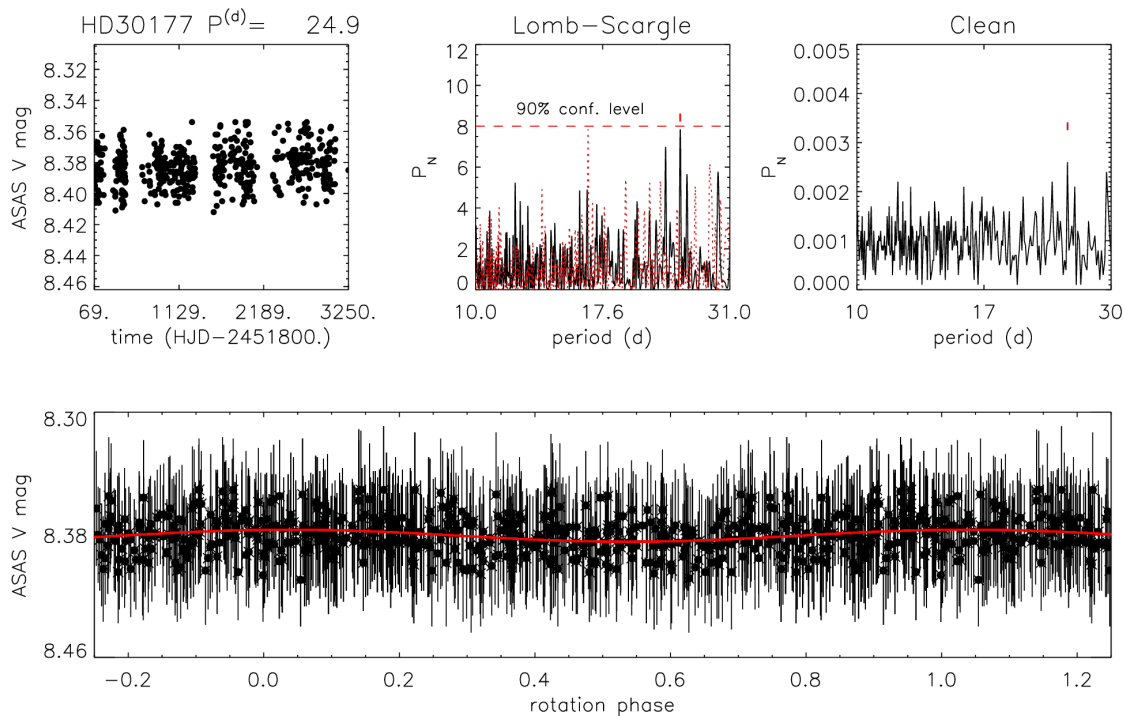 HD30177 P(d)= 24.9
8.32
8.34
8.36
8.38
8.40
8.42
8.44
8.46
ASAS V mag
69. 1129. 2189. 3250.
time (HJD−2451800.)
Lomb−Scargle
12
10
8
6
4
2
0
P_N
90% conf. level
10.0 17.6 31.0
period (d)
Clean
0.005
0.004
0.003
0.002
0.001
0.000
P_N
10 17 30
period (d)
8.30
8.38
8.46
ASAS V mag
−0.2 0.0 0.2 0.4 0.6 0.8 1.0 1.2
rotation phase